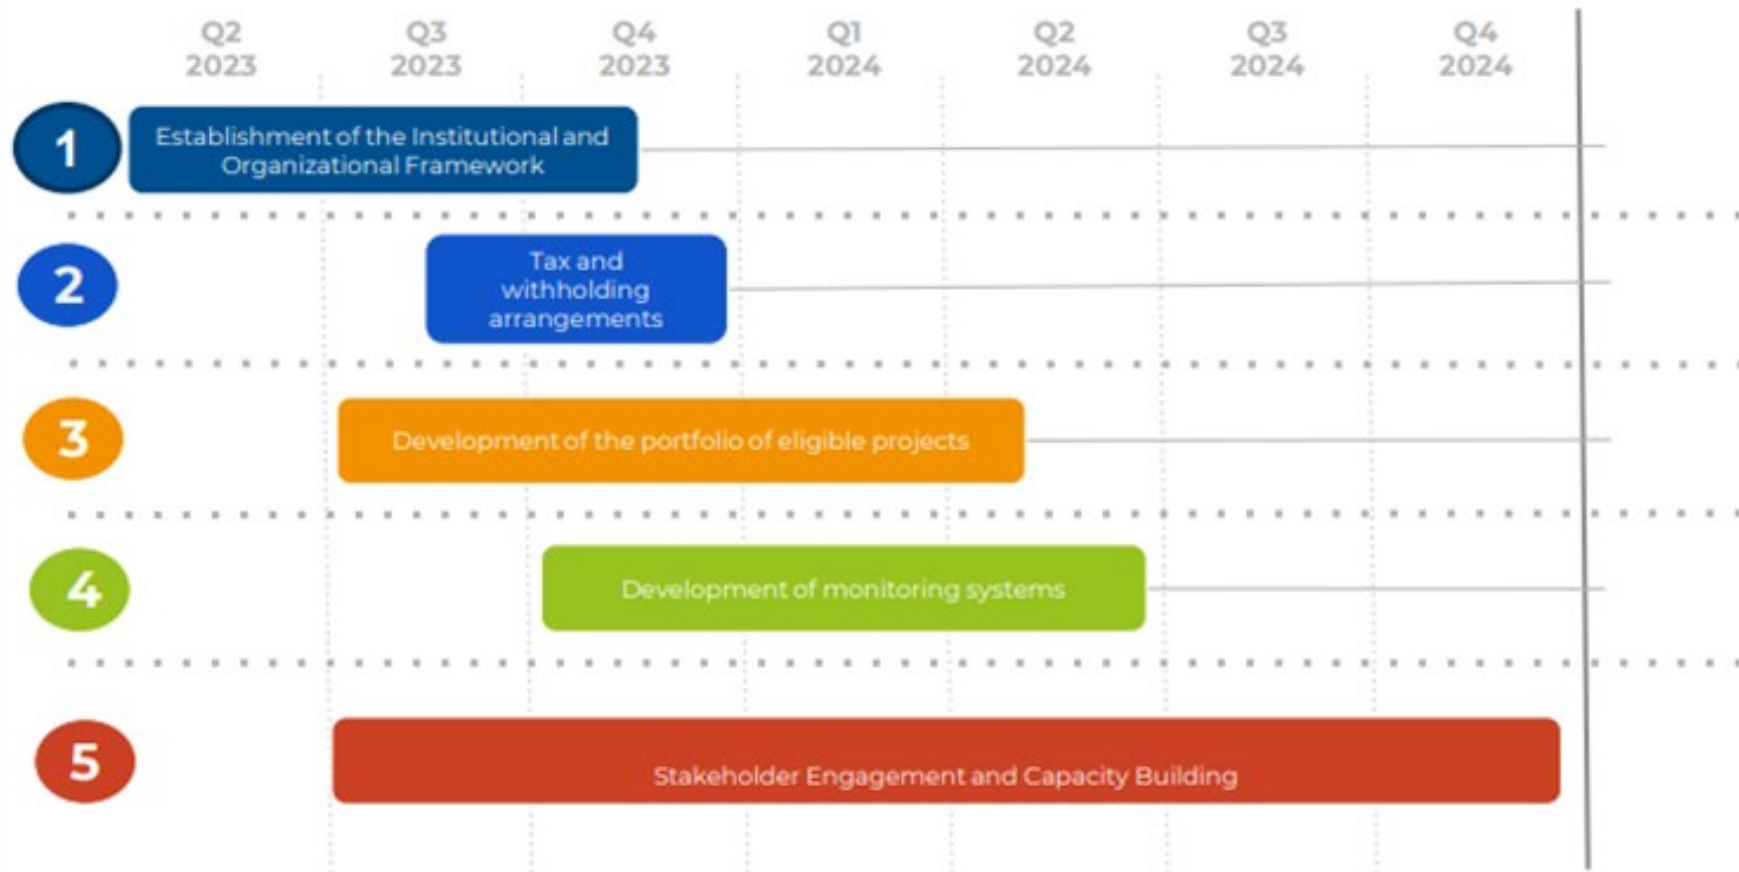 Q2 Q3 Q4 Q1 Q2 Q3 Q4
2023 2023 2023 2024 2024 2024 2024
1
Establishment of the Institutional and
Organizational Framework
2
Tax and
withholding
arrangements
3
Development of the portfolio of eligible projects
4
Development of monitoring systems
5
Stakeholder Engagement and Capacity Building